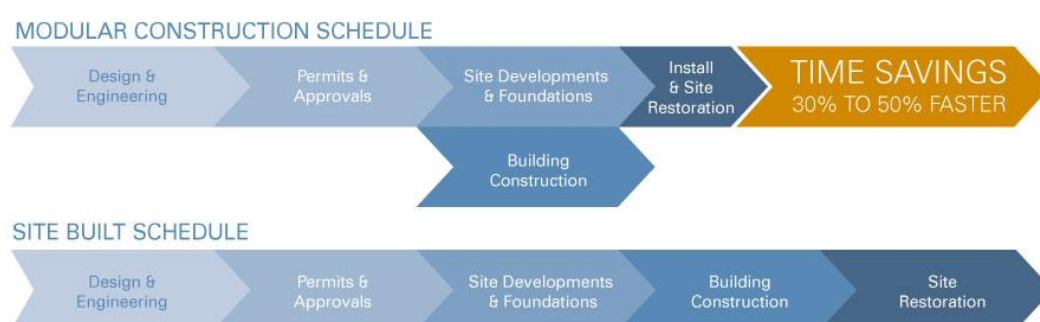 MODULAR CONSTRUCTION SCHEDULE
Design &
Engineering
Permits &
Approvals
Site Developments
& Foundations
Install
& Site
Restoration
TIME SAVINGS
30% TO 50% FASTER
Building
Construction
SITE BUILT SCHEDULE
Design &
Engineering
Permits &
Approvals
Site Developments
& Foundations
Building
Construction
Site
Restoration